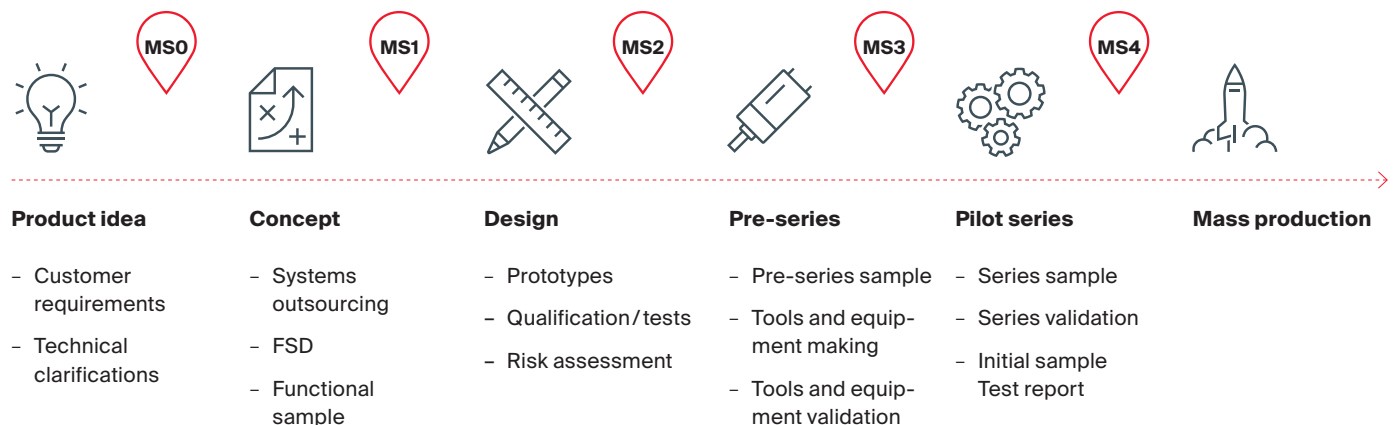 MS0
MS1
MS2
MS3
MS4
Product idea
– Customer
requirements
– Technical
clarifications
Concept
– Systems
outsourcing
– FSD
– Functional
sample
Design
– Prototypes
– Qualification / tests
– Risk assessment
Pre-series
– Pre-series sample
– Tools and equip-
ment making
– Tools and equip-
ment validation
Pilot series
– Series sample
– Series validation
– Initial sample
Test report
Mass production